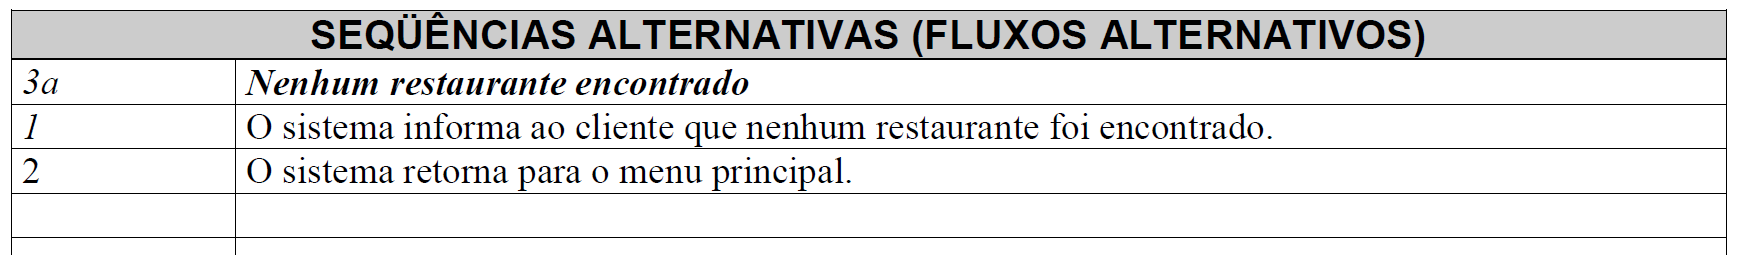 SEQÜÊNCIAS ALTERNATIVAS (FLUXOS ALTERNATIVOS)
3a Nenhum restaurante encontrado
1 O sistema informa ao cliente que nenhum restaurante foi encontrado.
2 O sistema retorna para o menu principal.